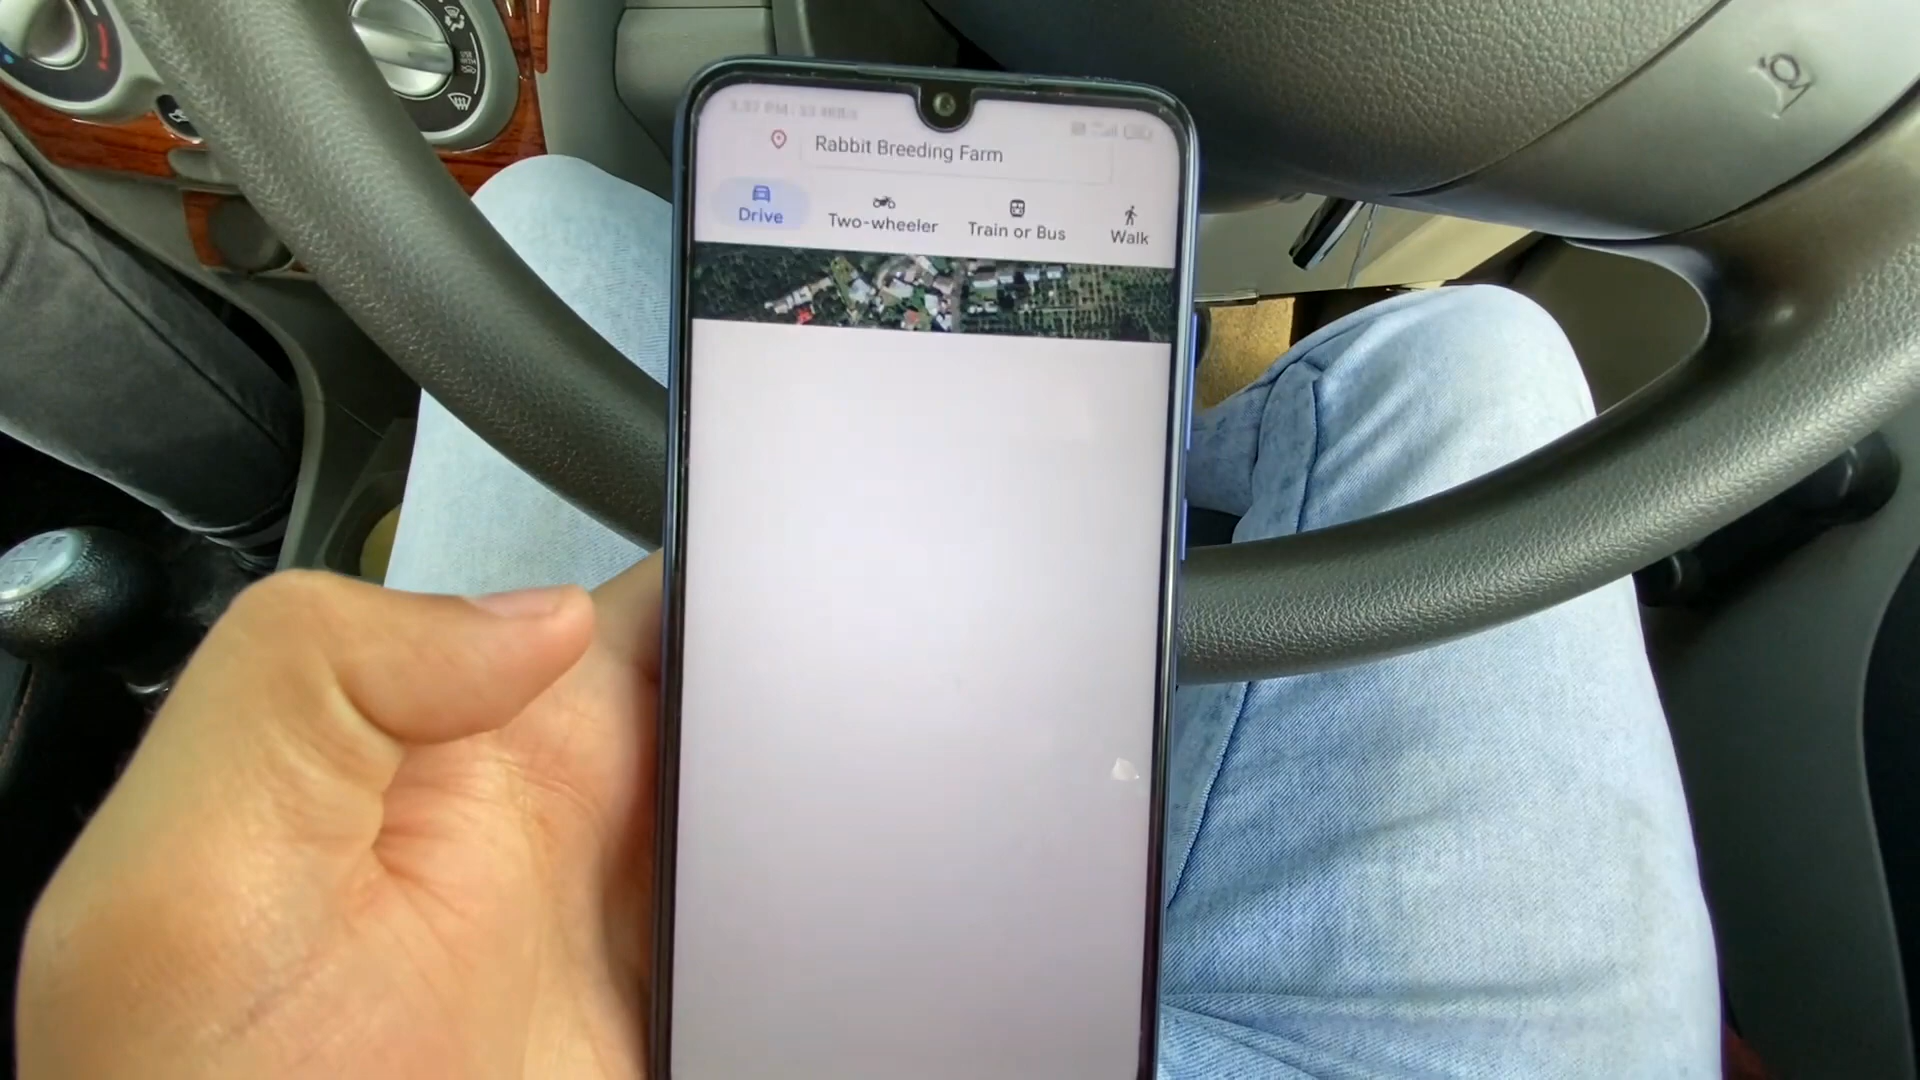 Rabbit Breeding Farm
Drive
Two-wheeler
Train or Bus
Walk